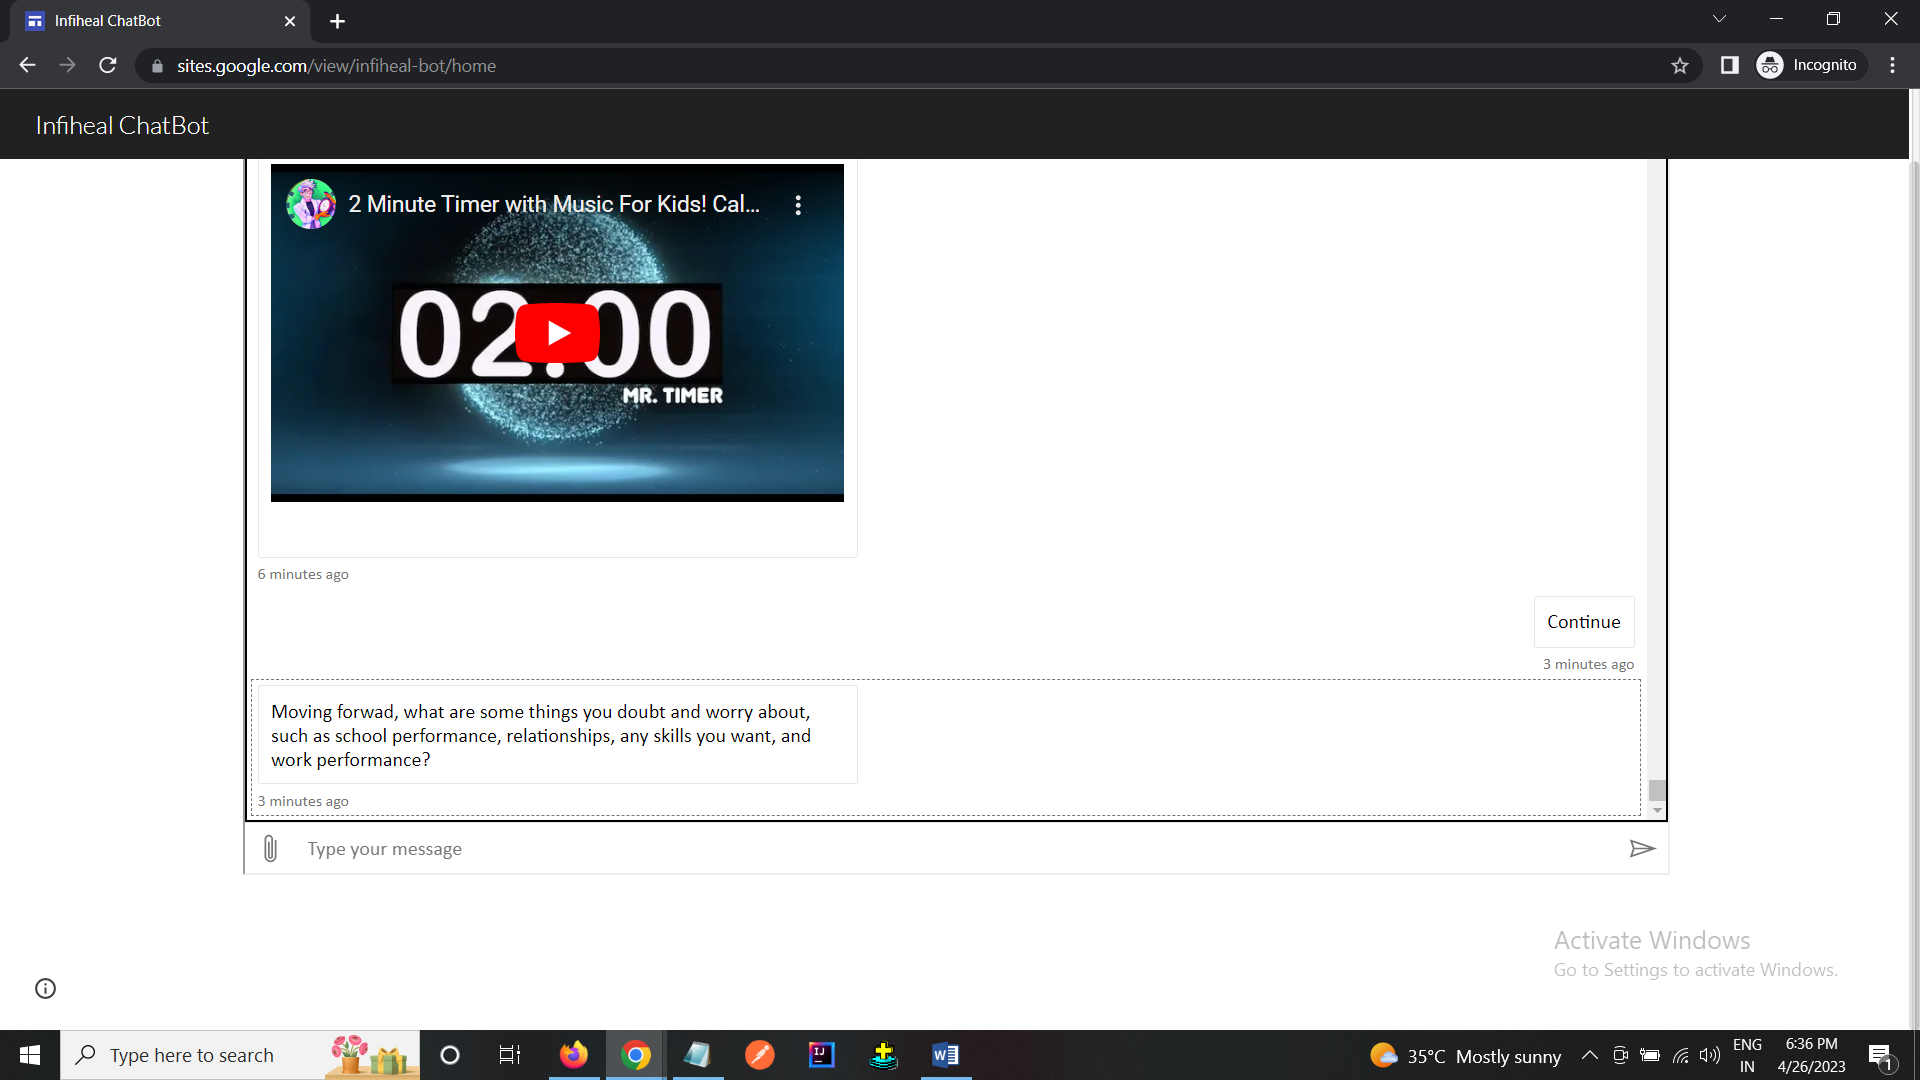 Infiheal ChatBot
sites.google.com/view/infiheal-bot/home
Incognito
Infiheal ChatBot
2 Minute Timer with Music For Kids! Cal...
02:00
MR. TIMER
6 minutes ago
Continue
3 minutes ago
Moving forwad, what are some things you doubt and worry about,
such as school performance, relationships, any skills you want, and
work performance?
3 minutes ago
Type your message
Activate Windows
Go to Settings to activate Windows.
Type here to search
IJ
W
35°C Mostly sunny
ENG
IN
6:36 PM
4/26/2023
1